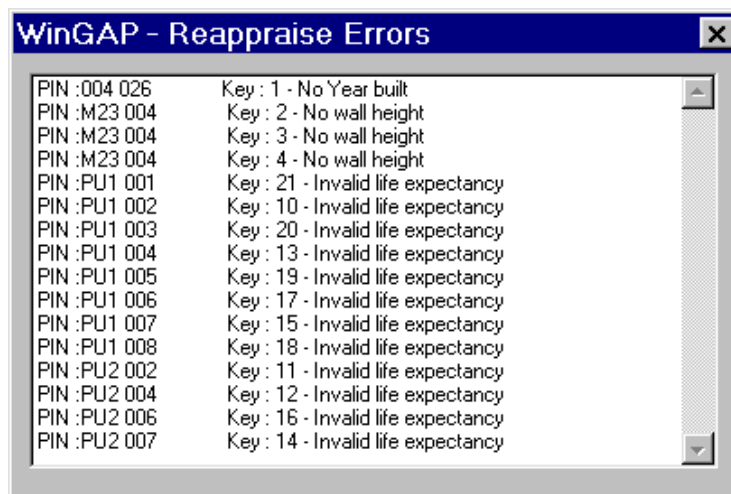 WinGAP - Reappraise Errors
PIN :004 026 Key : 1 - No Year built
PIN :M23 004 Key : 2 - No wall height
PIN :M23 004 Key : 3 - No wall height
PIN :M23 004 Key : 4 - No wall height
PIN :PU1 001 Key : 21 - Invalid life expectancy
PIN :PU1 002 Key : 10 - Invalid life expectancy
PIN :PU1 003 Key : 20 - Invalid life expectancy
PIN :PU1 004 Key : 13 - Invalid life expectancy
PIN :PU1 005 Key : 19 - Invalid life expectancy
PIN :PU1 006 Key : 17 - Invalid life expectancy
PIN :PU1 007 Key : 15 - Invalid life expectancy
PIN :PU1 008 Key : 18 - Invalid life expectancy
PIN :PU2 002 Key : 11 - Invalid life expectancy
PIN :PU2 004 Key : 12 - Invalid life expectancy
PIN :PU2 006 Key : 16 - Invalid life expectancy
PIN :PU2 007 Key : 14 - Invalid life expectancy